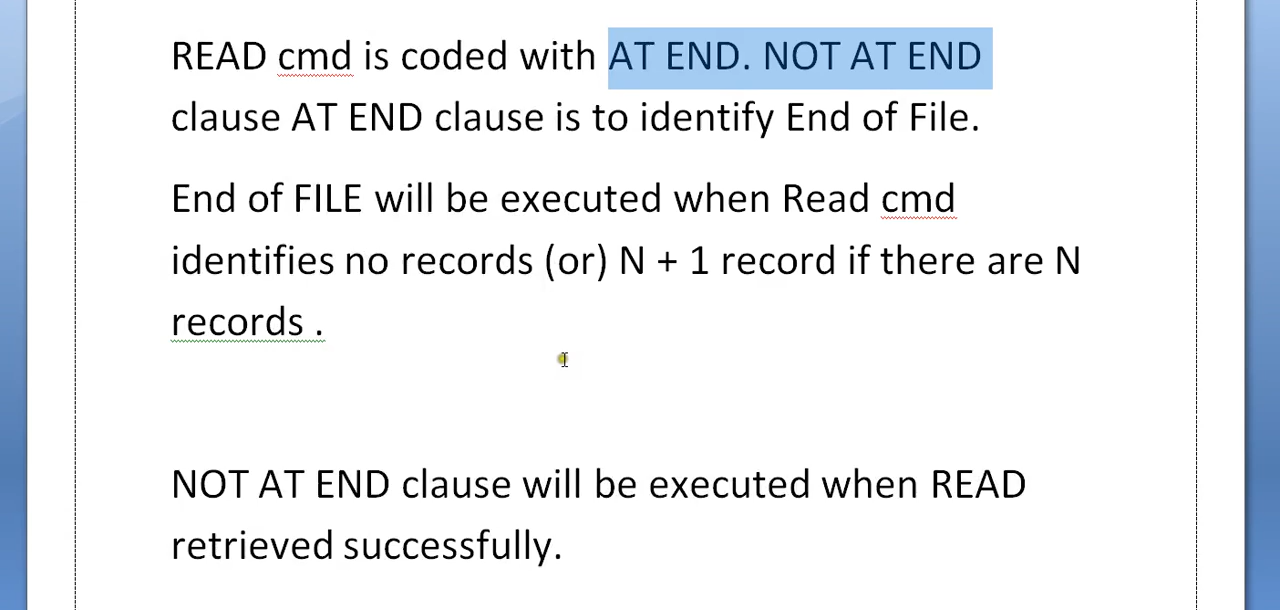 READ cmd is coded with AT END. NOT AT END
clause AT END clause is to identify End of File.
End of FILE will be executed when Read cmd
identifies no records (or) N + 1 record if there are N
records .
NOT AT END clause will be executed when READ
retrieved successfully.